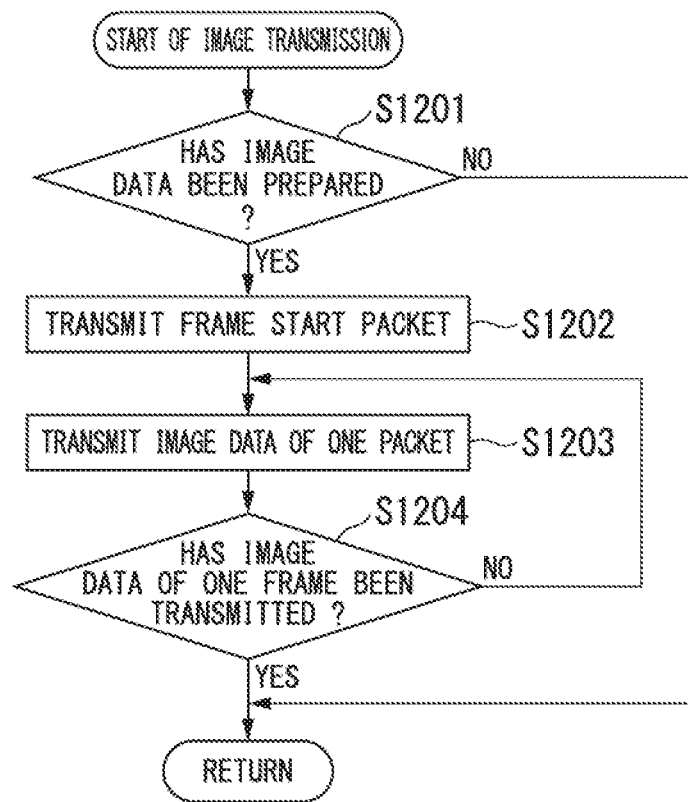 START OF IMAGE TRANSMISSION
S1201
HAS IMAGE
DATA BEEN PREPARED
?
NO
YES
TRANSMIT FRAME START PACKET
S1202
TRANSMIT IMAGE DATA OF ONE PACKET
S1203
S1204
HAS IMAGE
DATA OF ONE FRAME BEEN
TRANSMITTED ?
NO
YES
RETURN